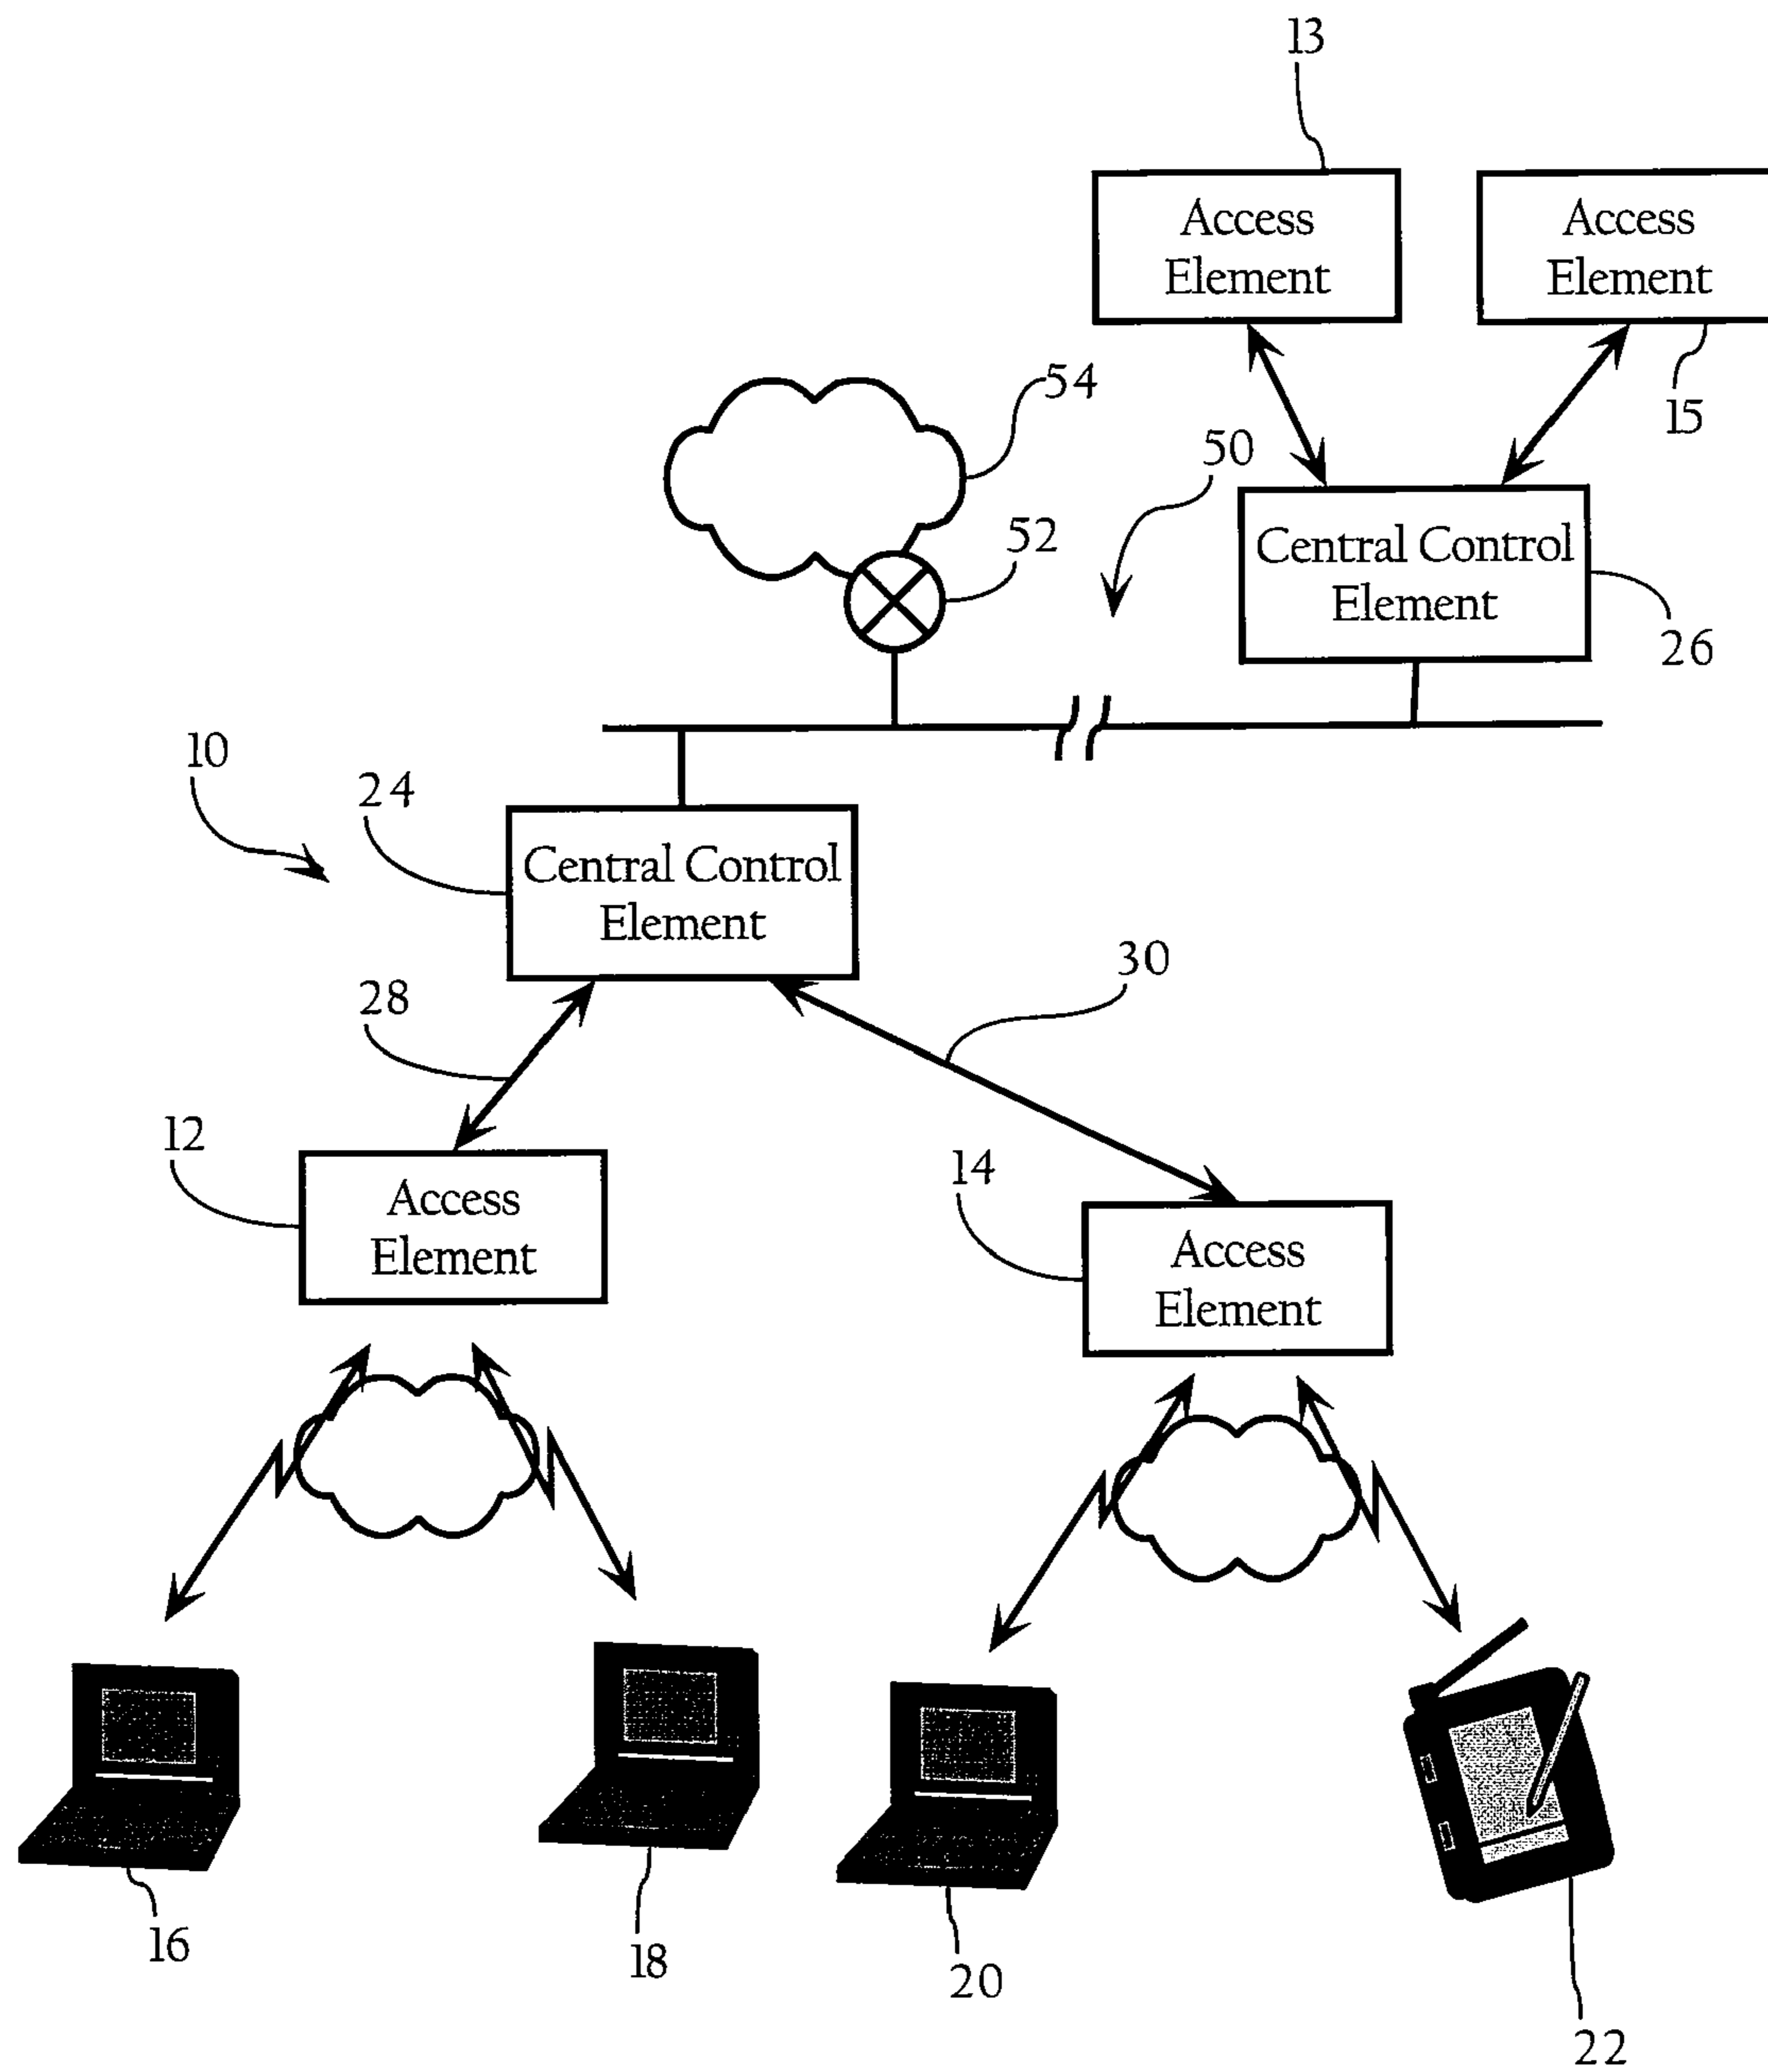 13
Access
Element
Access
Element
54
15
50
52
Central Control
Element
26
10
24
Central Control
Element
30
28
12
14
Access
Element
Access
Element
16
18
20
22